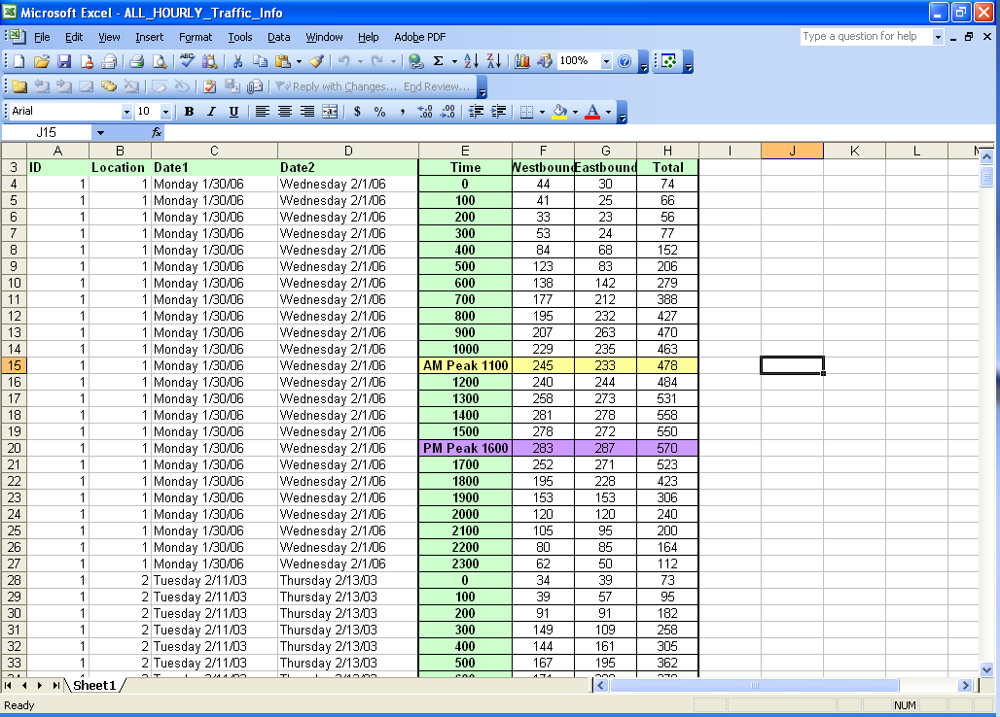 Microsoft Excel - ALL_HOURLY_Traffic_Info
File Edit View Insert Format Tools Data Window Help Adobe PDF Type a question for help
100%
Reply with Changes... End Review...
Arial 10 B I U $ % ,
J15 fx
A B C D E F G H I J K L M
3 ID Location Date1 Date2 Time Westbound Eastbound Total
4 1 1 Monday 1/30/06 Wednesday 2/1/06 0 44 30 74
5 1 1 Monday 1/30/06 Wednesday 2/1/06 100 41 25 66
6 1 1 Monday 1/30/06 Wednesday 2/1/06 200 33 23 56
7 1 1 Monday 1/30/06 Wednesday 2/1/06 300 53 24 77
8 1 1 Monday 1/30/06 Wednesday 2/1/06 400 84 68 152
9 1 1 Monday 1/30/06 Wednesday 2/1/06 500 123 83 206
10 1 1 Monday 1/30/06 Wednesday 2/1/06 600 138 142 279
11 1 1 Monday 1/30/06 Wednesday 2/1/06 700 177 212 388
12 1 1 Monday 1/30/06 Wednesday 2/1/06 800 195 232 427
13 1 1 Monday 1/30/06 Wednesday 2/1/06 900 207 263 470
14 1 1 Monday 1/30/06 Wednesday 2/1/06 1000 229 235 463
15 1 1 Monday 1/30/06 Wednesday 2/1/06 AM Peak 1100 245 233 478
16 1 1 Monday 1/30/06 Wednesday 2/1/06 1200 240 244 484
17 1 1 Monday 1/30/06 Wednesday 2/1/06 1300 258 273 531
18 1 1 Monday 1/30/06 Wednesday 2/1/06 1400 281 278 558
19 1 1 Monday 1/30/06 Wednesday 2/1/06 1500 278 272 550
20 1 1 Monday 1/30/06 Wednesday 2/1/06 PM Peak 1600 283 287 570
21 1 1 Monday 1/30/06 Wednesday 2/1/06 1700 252 271 523
22 1 1 Monday 1/30/06 Wednesday 2/1/06 1800 195 228 423
23 1 1 Monday 1/30/06 Wednesday 2/1/06 1900 153 153 306
24 1 1 Monday 1/30/06 Wednesday 2/1/06 2000 120 120 240
25 1 1 Monday 1/30/06 Wednesday 2/1/06 2100 105 95 200
26 1 1 Monday 1/30/06 Wednesday 2/1/06 2200 80 85 164
27 1 1 Monday 1/30/06 Wednesday 2/1/06 2300 62 50 112
28 1 2 Tuesday 2/11/03 Thursday 2/13/03 0 34 39 73
29 1 2 Tuesday 2/11/03 Thursday 2/13/03 100 39 57 95
30 1 2 Tuesday 2/11/03 Thursday 2/13/03 200 91 91 182
31 1 2 Tuesday 2/11/03 Thursday 2/13/03 300 149 109 258
32 1 2 Tuesday 2/11/03 Thursday 2/13/03 400 144 161 305
33 1 2 Tuesday 2/11/03 Thursday 2/13/03 500 167 195 362
Sheet1
Ready NUM